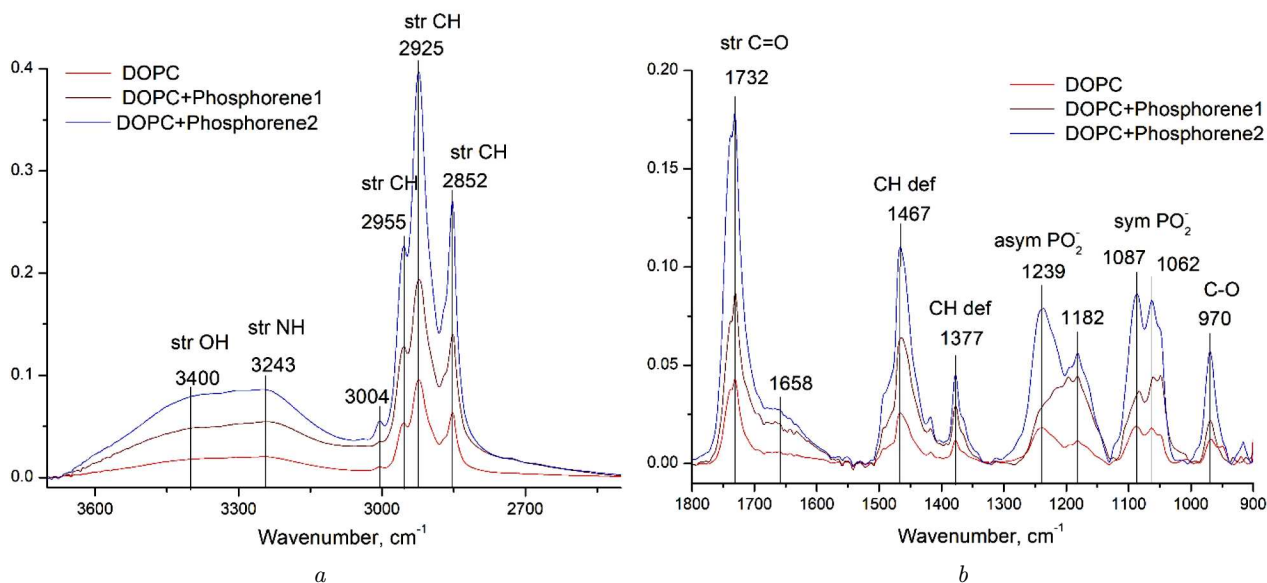 str CH
2925
0.4
DOPC
DOPC+Phosphorene1
DOPC+Phosphorene2
0.3
str CH
2852
str CH
2955
0.2
str OH
3400
str NH
3243
3004
0.1
0.0
3600
3300
3000
2700
Wavenumber, cm⁻¹
a
str C=O
1732
0.20
DOPC
DOPC+Phosphorene1
DOPC+Phosphorene2
0.15
CH def
1467
asym PO₂⁻
1239
sym PO₂⁻
1087
1062
0.10
CH def
1377
1182
C-O
970
0.05
1658
0.00
1800
1700
1600
1500
1400
1300
1200
1100
1000
900
Wavenumber, cm⁻¹
b